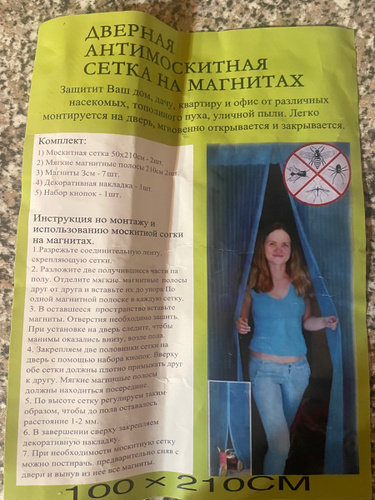 ДВЕРНАЯ
АНТИМОСКИТНАЯ
СЕТКА НА МАГНИТАХ
Защитит Ваш дом, дачу, квартиру и офис от различных
насекомых, тополиного пуха, уличной пыли. Легко
монтируется на дверь, мгновенно открывается и закрывается.
Комплект:
1) Москитная сетка 50х210см - 2шт.
2) Мягкие магнитные полосы 210см 2шт.
3) Магниты 3см - 7шт.
4) Декоративная накладка - 1шт.
5) Набор кнопок - 1шт.
Инструкция но монтажу и
использованию москитной сотки
на магнитах.
1. Разрежьте соединительную ленту,
скрепляющую сетки.
2. Разложите две получившиеся части на
полу. Отделите мягкие магнитные полосы
друг от друга и вставьте их до упора. По
одной магнитной полоске в каждую сетку.
3. В оставшееся пространство вставьте
магниты. Отверстия необходимо зашить.
При установке на дверь следите, чтобы
манимы оказались внизу, возле пола.
4. Закрепляем две половинки сетки на
дверь с помощью набора кнопок. Вверху
обе сетки должны плотно примыкать друг
к другу. Мягкие магнитные полосы
должны находиться посередине.
5. По высоте сетку регулируем таким
образом, чтобы до пола оставалось
расстояние 1-2 мм.
6. В завершении сверху закрепляем
декоративную накладку.
7. При необходимости москитную сетку
можно постирать, предварительно сняв с
двери и вынув из нее все магниты.
100 × 210СМ